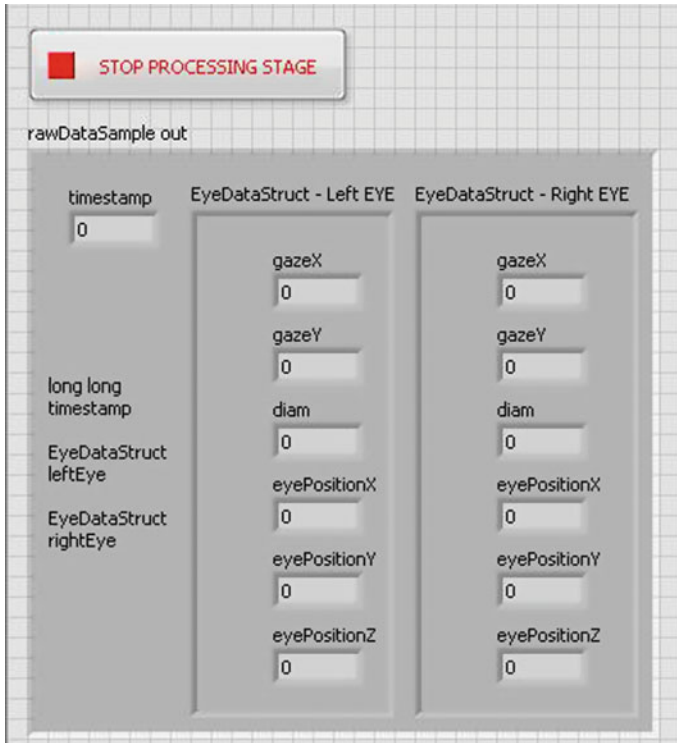 STOP PROCESSING STAGE
rawDataSample out
timestamp
0
long long
timestamp
EyeDataStruct
leftEye
EyeDataStruct
rightEye
EyeDataStruct - Left EYE
gazeX
0
gazeY
0
diam
0
eyePositionX
0
eyePositionY
0
eyePositionZ
0
EyeDataStruct - Right EYE
gazeX
0
gazeY
0
diam
0
eyePositionX
0
eyePositionY
0
eyePositionZ
0